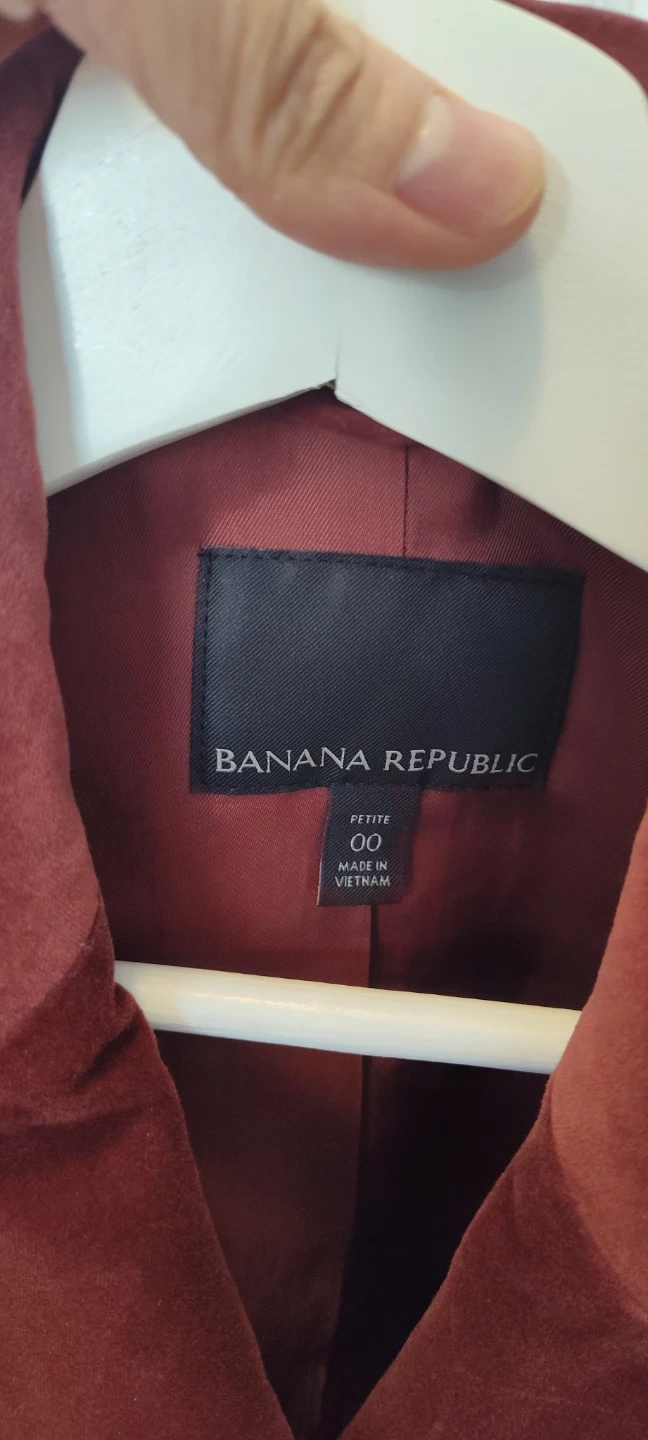 BANANA REPUBLIC
PETITE
00
MADE IN
VIETNAM